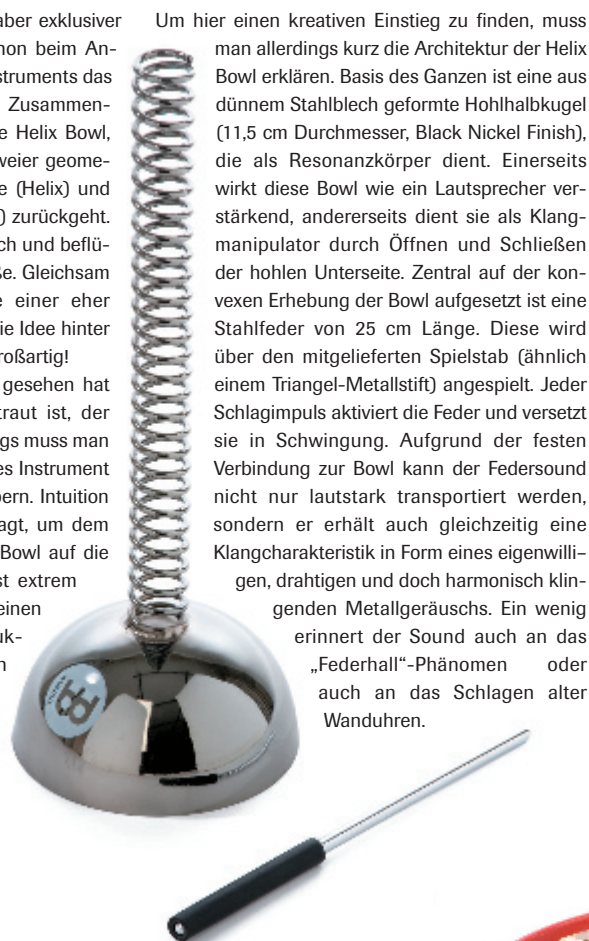 aber exklusiver
hon beim An-
struments das
Zusammen-
e Helix Bowl,
weier geome-
e (Helix) und
) zurückgeht.
ch und beflü-
ße. Gleichsam
e einer eher
ie Idee hinter
roßartig!
gesehen hat
traut ist, der
gs muss man
es Instrument
pern. Intuition
agt, um dem
Bowl auf die
st extrem
einen
uk-
n
Um hier einen kreativen Einstieg zu finden, muss
man allerdings kurz die Architektur der Helix
Bowl erklären. Basis des Ganzen ist eine aus
dünnem Stahlblech geformte Hohlhalbkugel
(11,5 cm Durchmesser, Black Nickel Finish),
die als Resonanzkörper dient. Einerseits
wirkt diese Bowl wie ein Lautsprecher ver-
stärkend, andererseits dient sie als Klang-
manipulator durch Öffnen und Schließen
der hohlen Unterseite. Zentral auf der kon-
vexen Erhebung der Bowl aufgesetzt ist eine
Stahlfeder von 25 cm Länge. Diese wird
über den mitgelieferten Spielstab (ähnlich
einem Triangel-Metallstift) angespielt. Jeder
Schlagimpuls aktiviert die Feder und versetzt
sie in Schwingung. Aufgrund der festen
Verbindung zur Bowl kann der Federsound
nicht nur lautstark transportiert werden,
sondern er erhält auch gleichzeitig eine
Klangcharakteristik in Form eines eigenwilli-
gen, drahtigen und doch harmonisch klin-
genden Metallgeräuschs. Ein wenig
erinnert der Sound auch an das
„Federhall“-Phänomen oder
auch an das Schlagen alter
Wanduhren.